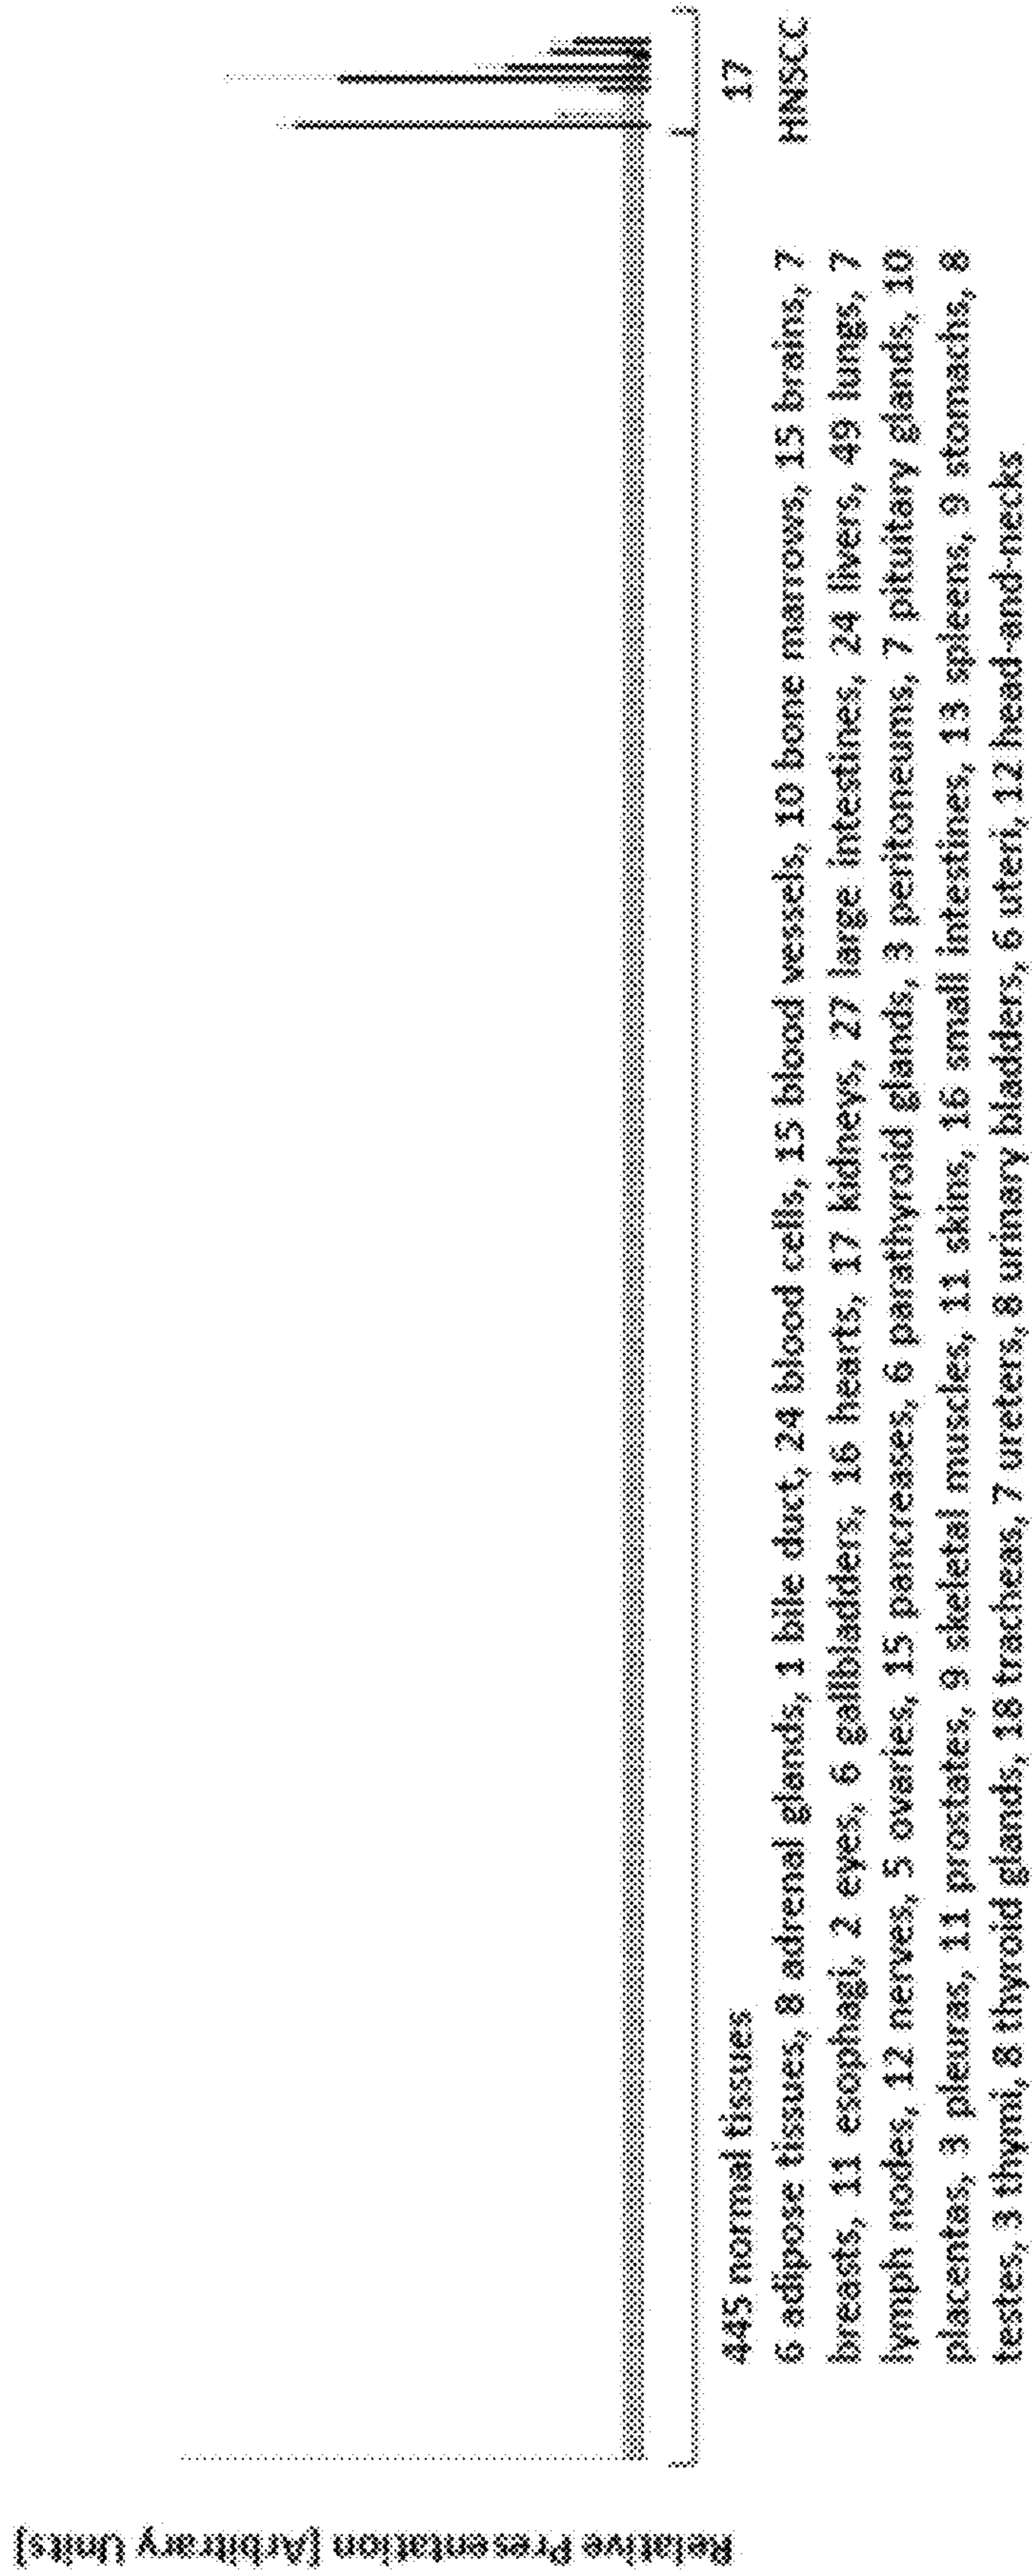 Relative Presentation [Arbitrary Units]
445 normal tissues
6 adipose tissues, 8 adrenal glands, 1 bile duct, 24 blood cells, 15 blood vessels, 10 bone marrows, 15 brains, 7
breasts, 11 esophagi, 2 eyes, 6 gallbladders, 16 hearts, 17 kidneys, 27 large intestines, 24 livers, 49 lungs, 7
lymph nodes, 12 nerves, 5 ovaries, 15 pancreases, 6 parathyroid glands, 3 peritoneums, 7 pituitary glands, 10
placentas, 3 pleuras, 11 prostates, 9 skeletal muscles, 11 skins, 16 small intestines, 13 spleens, 9 stomachs, 8
testes, 3 thymi, 8 thyroid glands, 18 tracheas, 7 ureters, 8 urinary bladders, 6 uteri, 12 head-and-necks
17
HNSCC